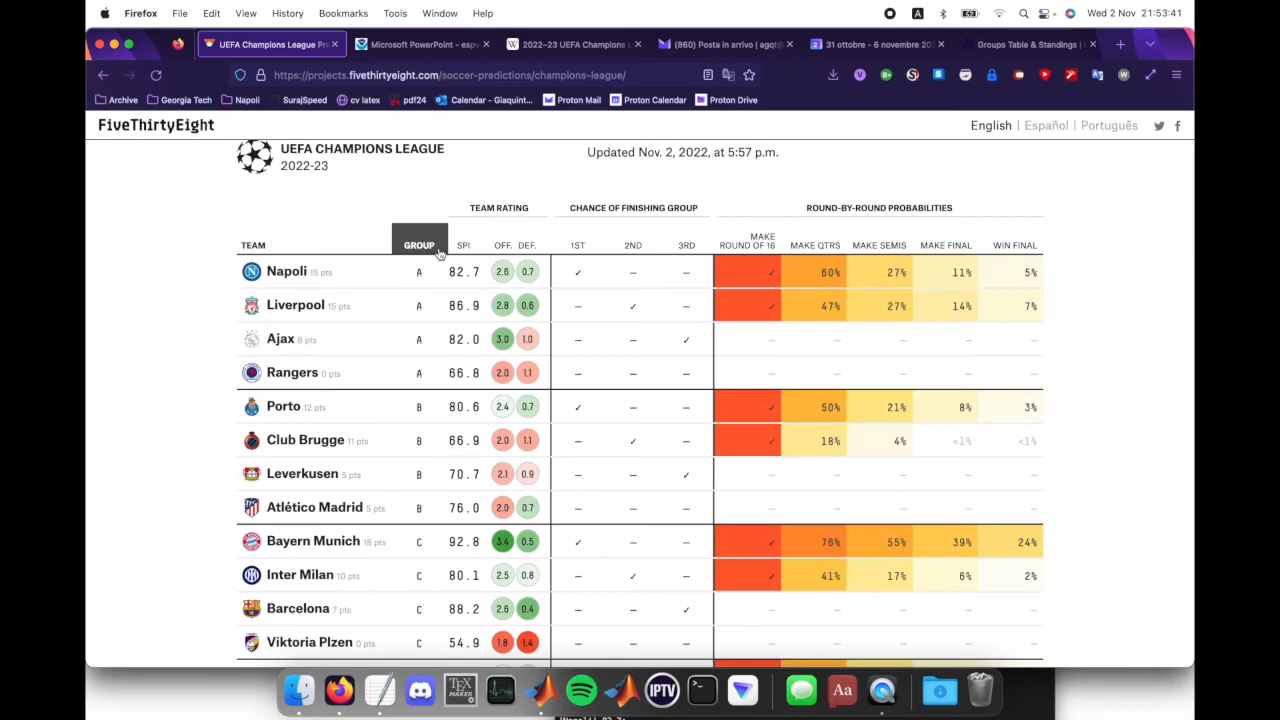 Firefox File Edit View History Bookmarks Tools Window Help A Wed 2 Nov 21:53:41
UEFA Champions League Pr × Microsoft PowerPoint - esp × 2022–23 UEFA Champions L × (860) Posta in arrivo | agqt × 31 ottobre - 6 novembre 20 × Groups Table & Standings | ×
https://projects.fivethirtyeight.com/soccer-predictions/champions-league/
Archive Georgia Tech Napoli SurajSpeed cv latex pdf24 Calendar - Giaquint... Proton Mail Proton Calendar Proton Drive
FiveThirtyEight English | Español | Português
UEFA CHAMPIONS LEAGUE Updated Nov. 2, 2022, at 5:57 p.m.
2022-23
TEAM RATING CHANCE OF FINISHING GROUP ROUND-BY-ROUND PROBABILITIES
TEAM GROUP SPI OFF. DEF. 1ST 2ND 3RD MAKE ROUND OF 16 MAKE QTRS MAKE SEMIS MAKE FINAL WIN FINAL
Napoli 15 pts A 82.7 2.6 0.7 ✓ — — ✓ 60% 27% 11% 5%
Liverpool 15 pts A 86.9 2.8 0.6 — ✓ — ✓ 47% 27% 14% 7%
Ajax 6 pts A 82.0 3.0 1.0 — — ✓ — — — — —
Rangers 0 pts A 66.8 2.0 1.1 — — — — — — — —
Porto 12 pts B 80.6 2.4 0.7 ✓ — — ✓ 50% 21% 8% 3%
Club Brugge 11 pts B 66.9 2.0 1.1 — ✓ — ✓ 18% 4% <1% <1%
Leverkusen 5 pts B 70.7 2.1 0.9 — — ✓ — — — — —
Atlético Madrid 5 pts B 76.0 2.0 0.7 — — — — — — — —
Bayern Munich 18 pts C 92.8 3.4 0.5 ✓ — — ✓ 76% 55% 39% 24%
Inter Milan 10 pts C 80.1 2.5 0.8 — ✓ — ✓ 41% 17% 6% 2%
Barcelona 7 pts C 88.2 2.6 0.4 — — ✓ — — — — —
Viktoria Plzen 0 pts C 54.9 1.8 1.4 — — — — — — — —
TEX MAKER IPTV Aa